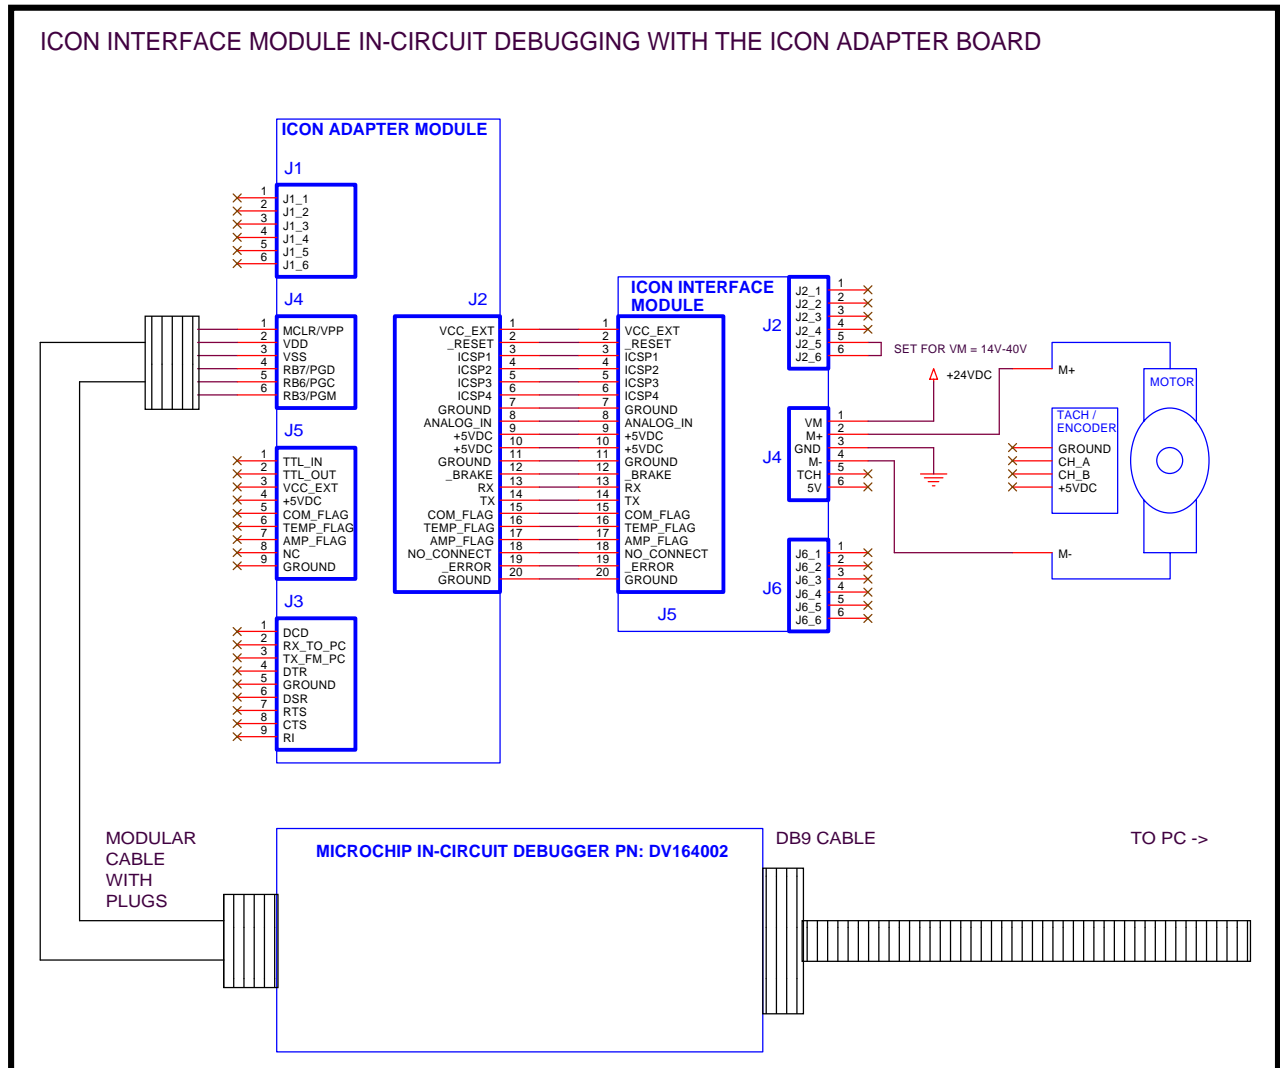 ICON INTERFACE MODULE IN-CIRCUIT DEBUGGING WITH THE ICON ADAPTER BOARD
ICON ADAPTER MODULE
J1
1 J1_1
2 J1_2
3 J1_3
4 J1_4
5 J1_5
6 J1_6
J4
1 MCLR/VPP
2 VDD
3 VSS
4 RB7/PGD
5 RB6/PGC
6 RB3/PGM
J5
1 TTL_IN
2 TTL_OUT
3 VCC_EXT
4 +5VDC
5 COM_FLAG
6 TEMP_FLAG
7 AMP_FLAG
8 NC
9 GROUND
J3
1 DCD
2 RX_TO_PC
3 TX_FM_PC
4 DTR
5 GROUND
6 DSR
7 RTS
8 CTS
9 RI
J2
VCC_EXT 1
_RESET 2
ICSP1 3
ICSP2 4
ICSP3 5
ICSP4 6
GROUND 7
ANALOG_IN 8
+5VDC 9
+5VDC 10
GROUND 11
_BRAKE 12
RX 13
TX 14
COM_FLAG 15
TEMP_FLAG 16
AMP_FLAG 17
NO_CONNECT 18
_ERROR 19
GROUND 20
ICON INTERFACE
MODULE
1 VCC_EXT
2 _RESET
3 ICSP1
4 ICSP2
5 ICSP3
6 ICSP4
7 GROUND
8 ANALOG_IN
9 +5VDC
10 +5VDC
11 GROUND
12 _BRAKE
13 RX
14 TX
15 COM_FLAG
16 TEMP_FLAG
17 AMP_FLAG
18 NO_CONNECT
19 _ERROR
20 GROUND
J5
J2
J2_1 1
J2_2 2
J2_3 3
J2_4 4
J2_5 5
J2_6 6
SET FOR VM = 14V-40V
+24VDC
J4
VM 1
M+ 2
GND 3
M- 4
TCH 5
5V 6
J6
J6_1 1
J6_2 2
J6_3 3
J6_4 4
J6_5 5
J6_6 6
M+
MOTOR
TACH /
ENCODER
GROUND
CH_A
CH_B
+5VDC
M-
MODULAR
CABLE
WITH
PLUGS
MICROCHIP IN-CIRCUIT DEBUGGER PN: DV164002
DB9 CABLE
TO PC ->